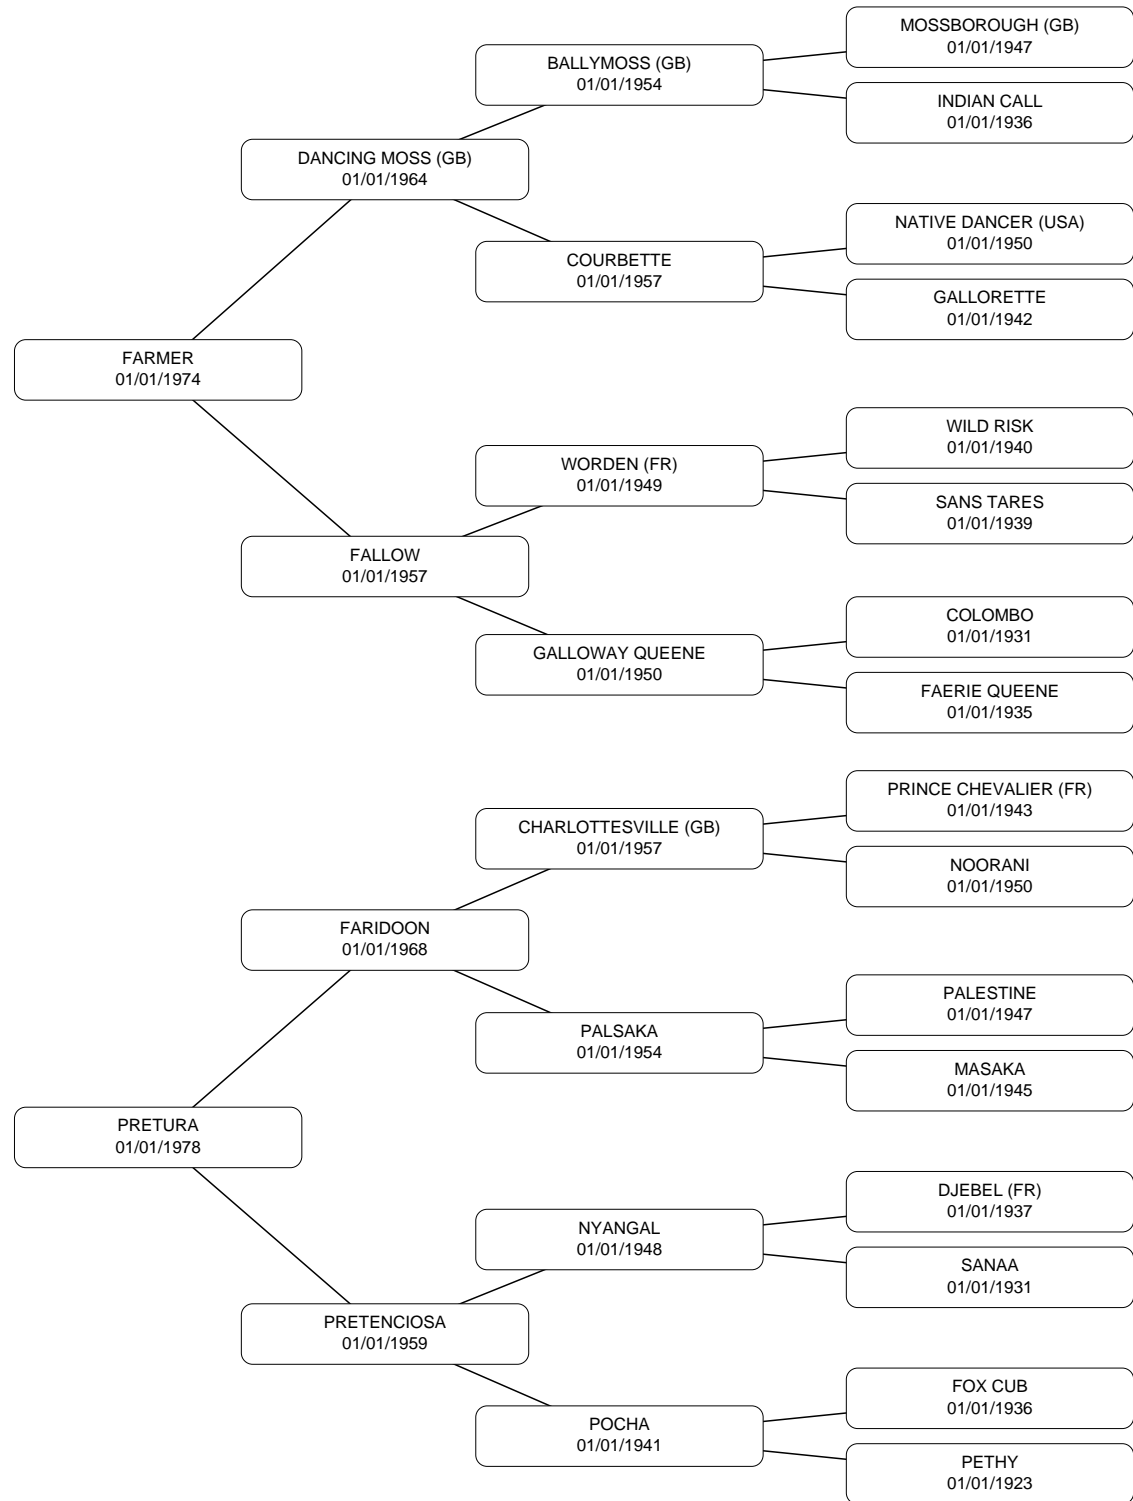 MOSSBOROUGH (GB)
01/01/1947
BALLYMOSS (GB)
01/01/1954
INDIAN CALL
01/01/1936
DANCING MOSS (GB)
01/01/1964
NATIVE DANCER (USA)
01/01/1950
COURBETTE
01/01/1957
GALLORETTE
01/01/1942
FARMER
01/01/1974
WILD RISK
01/01/1940
WORDEN (FR)
01/01/1949
SANS TARES
01/01/1939
FALLOW
01/01/1957
COLOMBO
01/01/1931
GALLOWAY QUEENE
01/01/1950
FAERIE QUEENE
01/01/1935
PRINCE CHEVALIER (FR)
01/01/1943
CHARLOTTESVILLE (GB)
01/01/1957
NOORANI
01/01/1950
FARIDOON
01/01/1968
PALESTINE
01/01/1947
PALSAKA
01/01/1954
MASAKA
01/01/1945
PRETURA
01/01/1978
DJEBEL (FR)
01/01/1937
NYANGAL
01/01/1948
SANAA
01/01/1931
PRETENCIOSA
01/01/1959
FOX CUB
01/01/1936
POCHA
01/01/1941
PETHY
01/01/1923